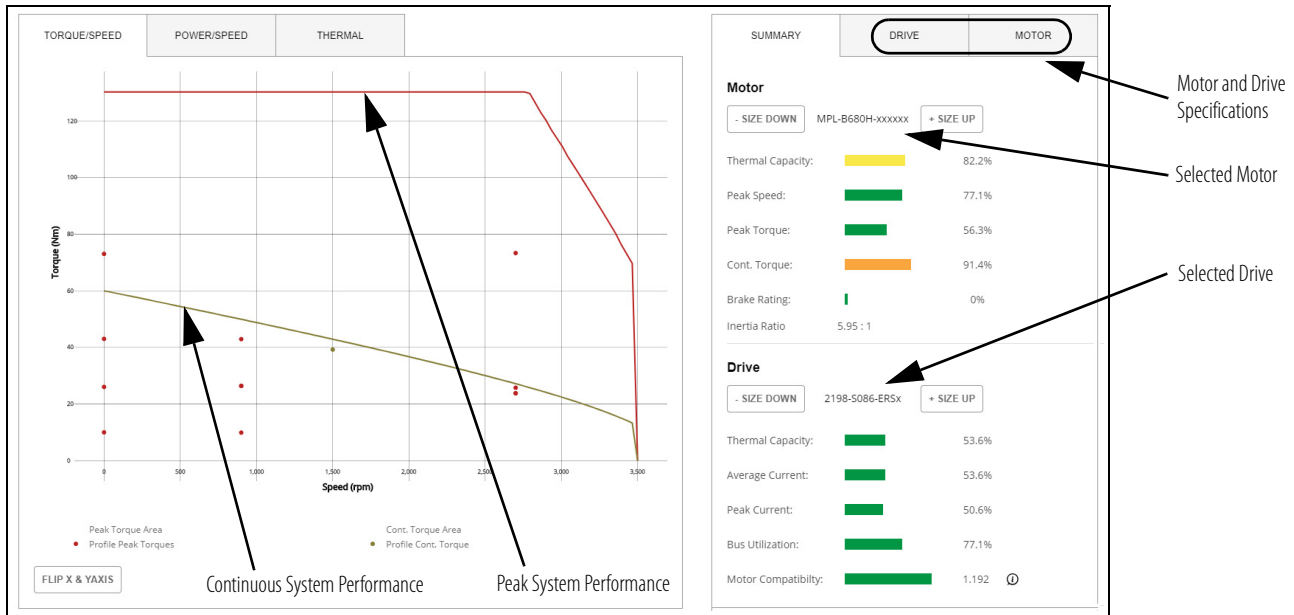 TORQUE/SPEED POWER/SPEED THERMAL
120
100
80
60
40
20
0
Torque (Nm)
0 500 1,000 1,500 2,000 2,500 3,000 3,500
Speed (rpm)
Peak Torque Area Cont. Torque Area
Profile Peak Torques Profile Cont. Torque
FLIP X & YAXIS
Continuous System Performance
Peak System Performance
SUMMARY DRIVE MOTOR
Motor
- SIZE DOWN MPL-B680H-xxxxxx + SIZE UP
Thermal Capacity: 82.2%
Peak Speed: 77.1%
Peak Torque: 56.3%
Cont. Torque: 91.4%
Brake Rating: 0%
Inertia Ratio 5.95 : 1
Drive
- SIZE DOWN 2198-S086-ERSx + SIZE UP
Thermal Capacity: 53.6%
Average Current: 53.6%
Peak Current: 50.6%
Bus Utilization: 77.1%
Motor Compatibilty: 1.192 i
Motor and Drive
Specifications
Selected Motor
Selected Drive